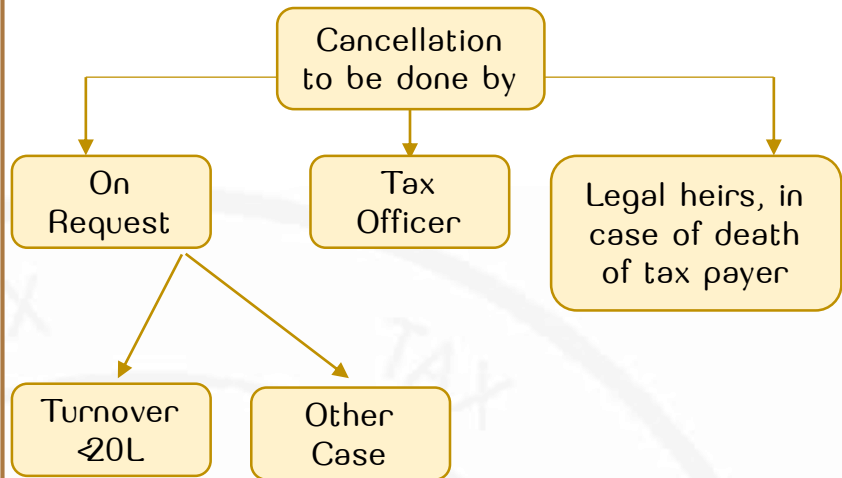 Cancellation
to be done by
On
Request
Tax
Officer
Legal heirs, in
case of death
of tax payer
Turnover
<20L
Other
Case
TAX